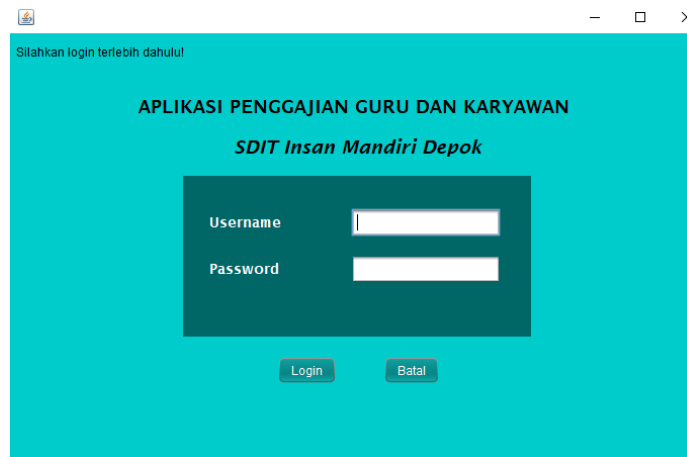 Silahkan login terlebih dahulu!
APLIKASI PENGGAJIAN GURU DAN KARYAWAN
SDIT Insan Mandiri Depok
Username
Password
Login Batal